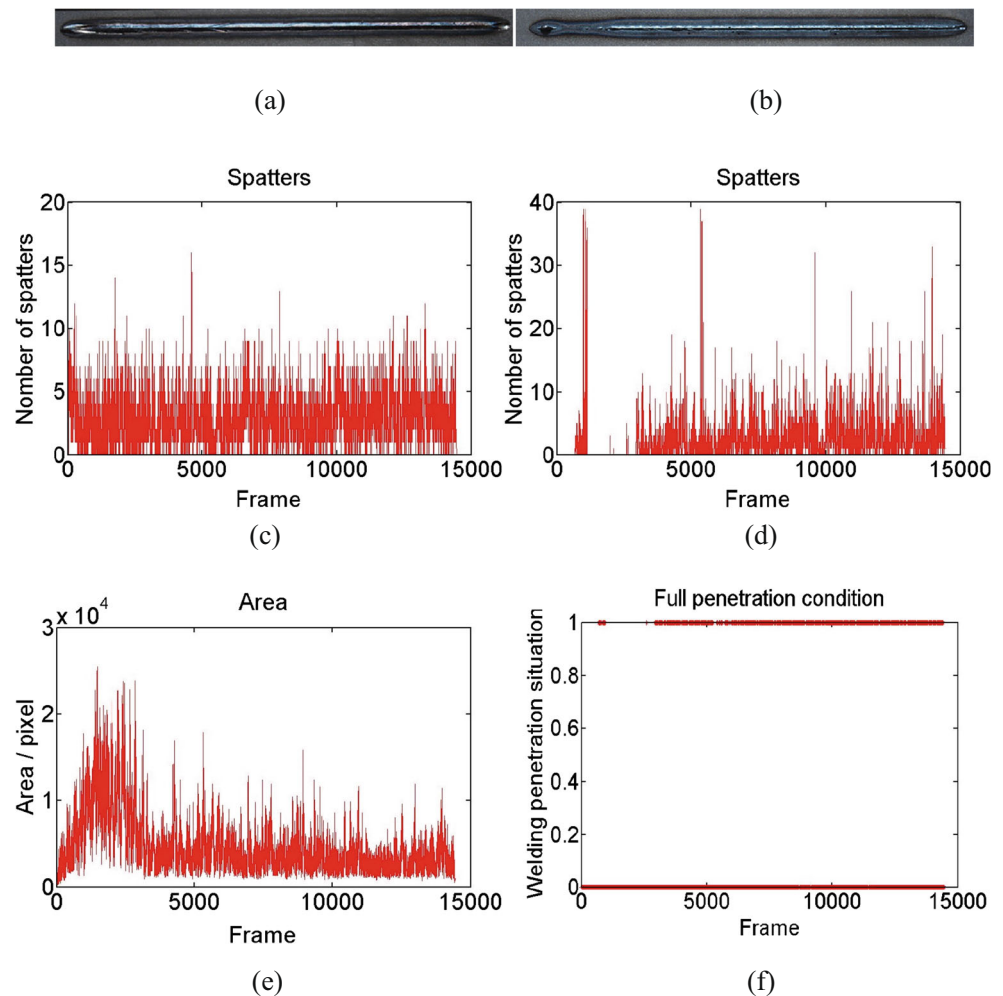 (a)
(b)
Spatters
Nomber of spatters
20
15
10
5
0
0 5000 10000 15000
Frame
(c)
Spatters
Nomber of spatters
40
30
20
10
0
0 5000 10000 15000
Frame
(d)
Area
3 x 10^4
2
1
0
Area / pixel
0 5000 10000 15000
Frame
(e)
Full penetration condition
Welding penetration situation
1
0.8
0.6
0.4
0.2
0
0 5000 10000 15000
Frame
(f)